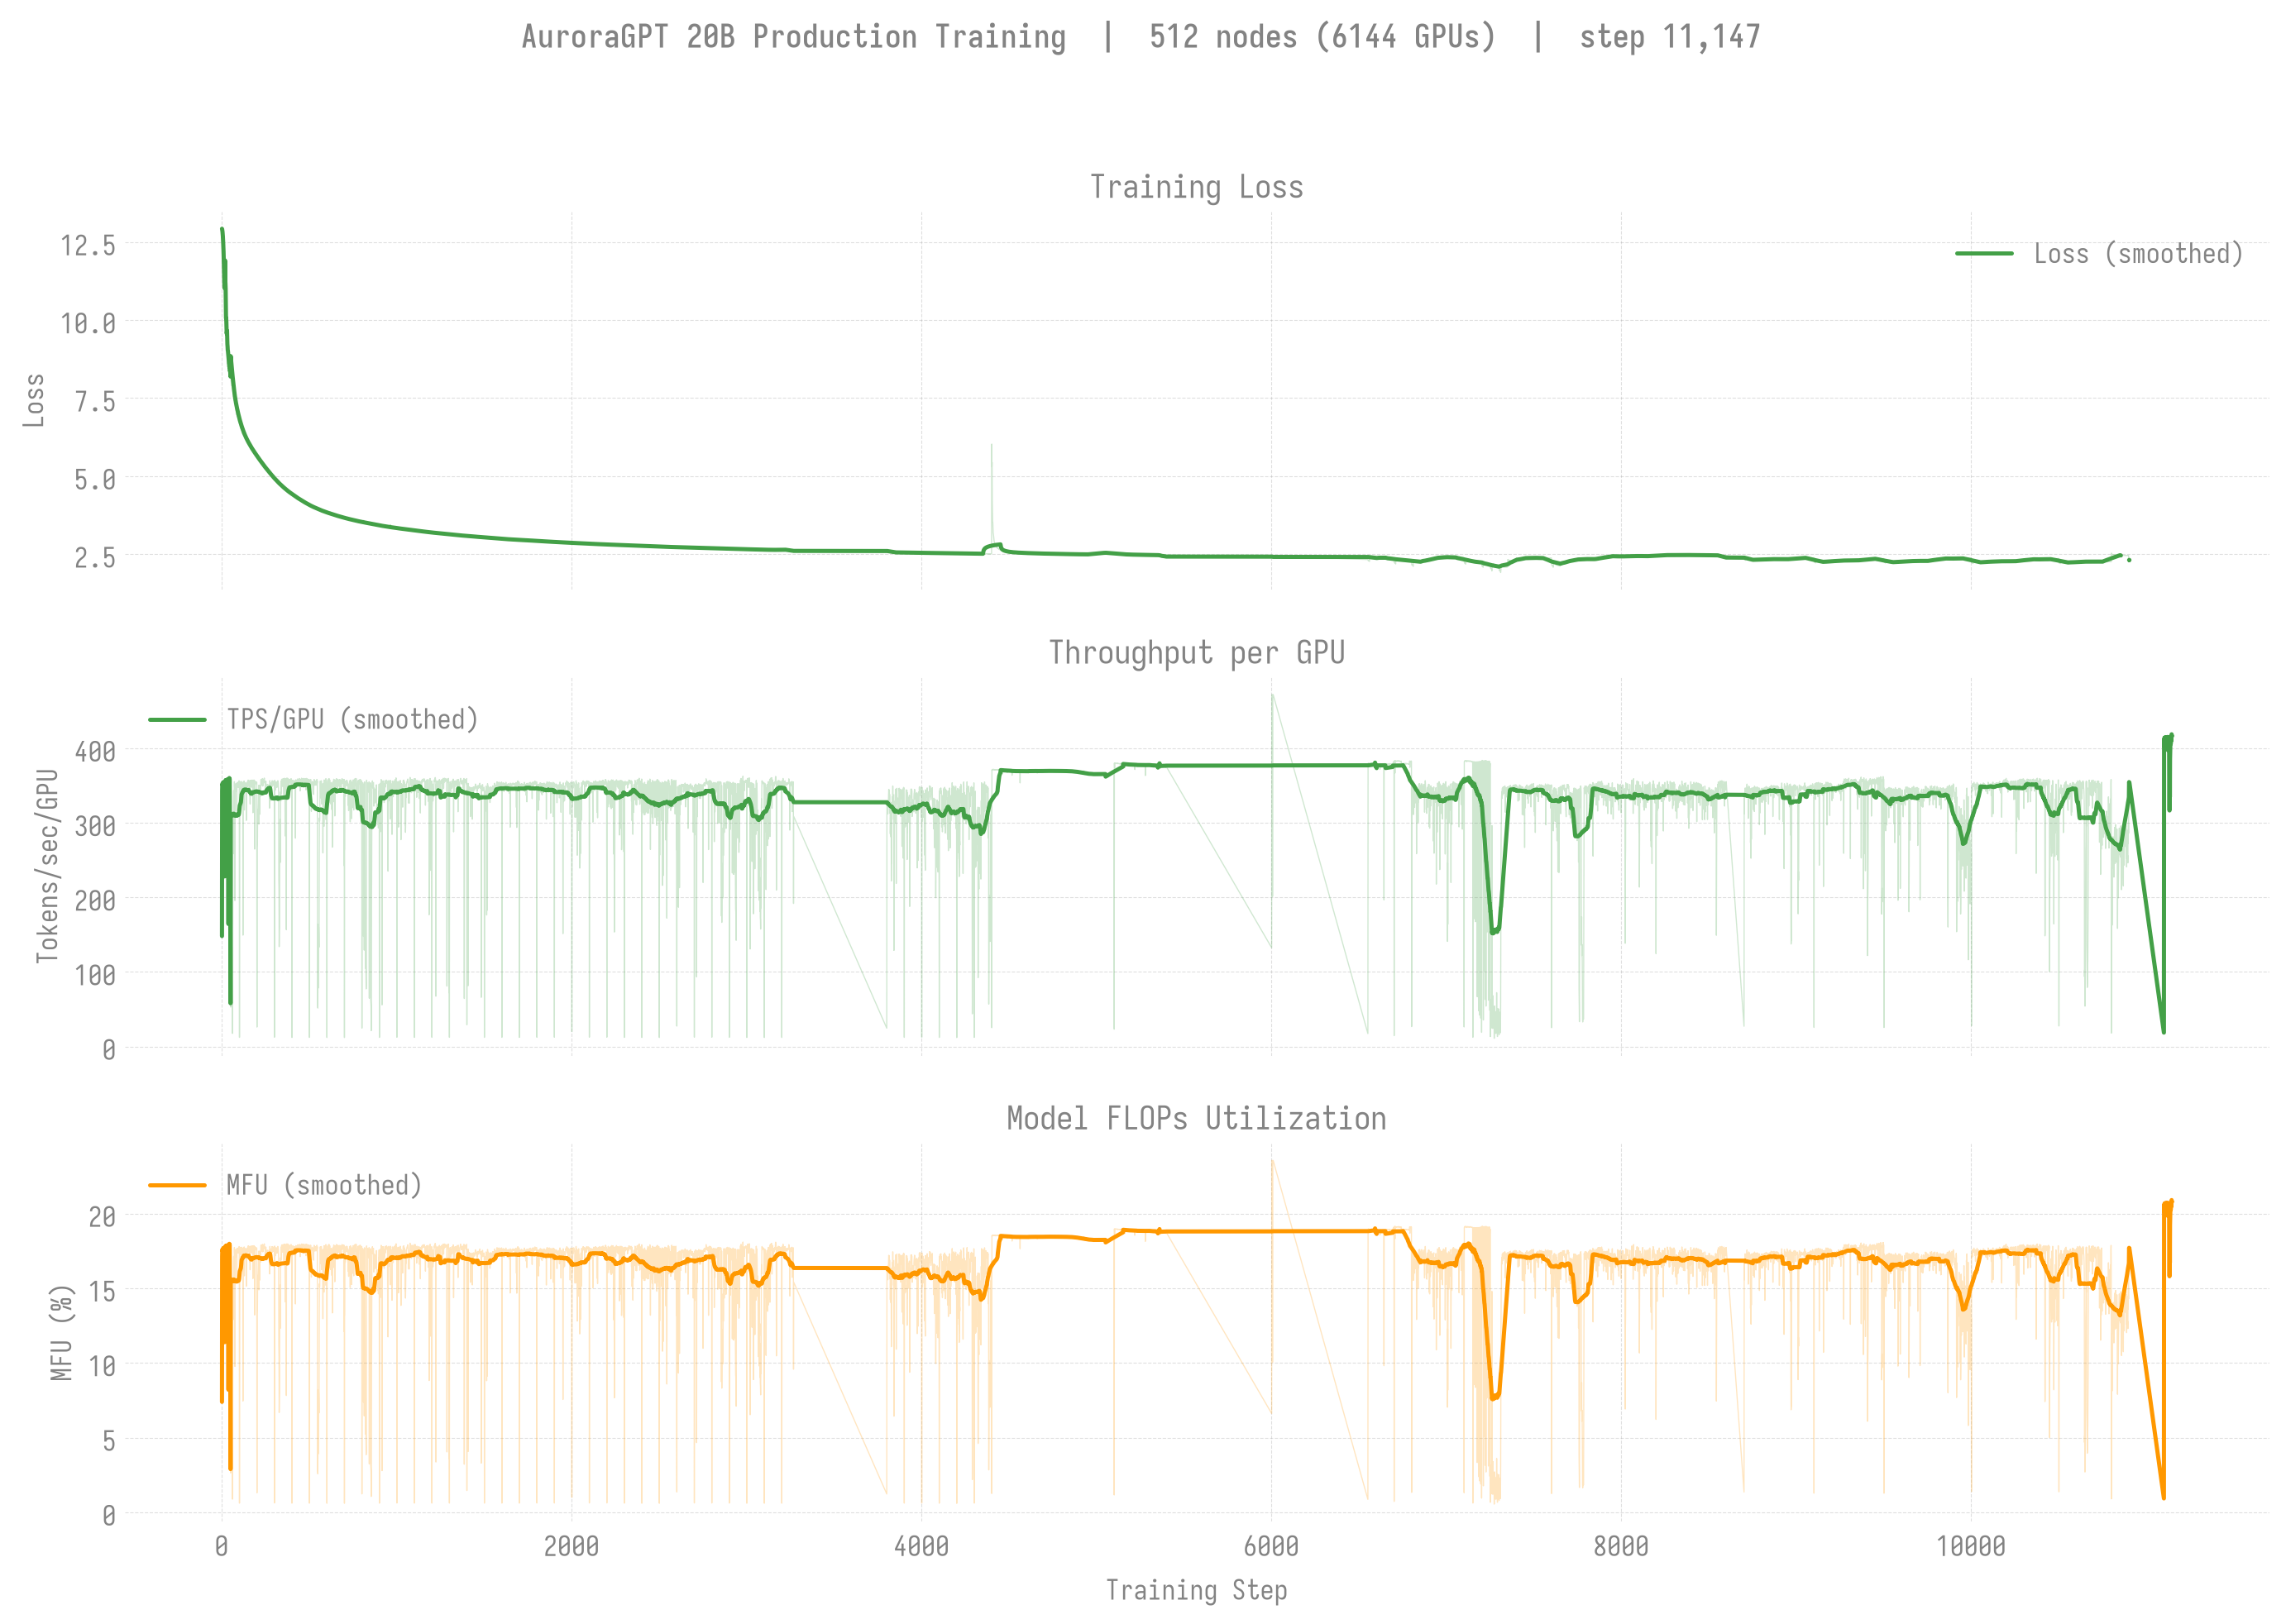 AuroraGPT 20B Production Training | 512 nodes (6144 GPUs) | step 11,147
Training Loss
Loss
12.5
10.0
7.5
5.0
2.5
Loss (smoothed)
Throughput per GPU
Tokens/sec/GPU
400
300
200
100
0
TPS/GPU (smoothed)
Model FLOPs Utilization
MFU (%)
20
15
10
5
0
MFU (smoothed)
0 2000 4000 6000 8000 10000
Training Step